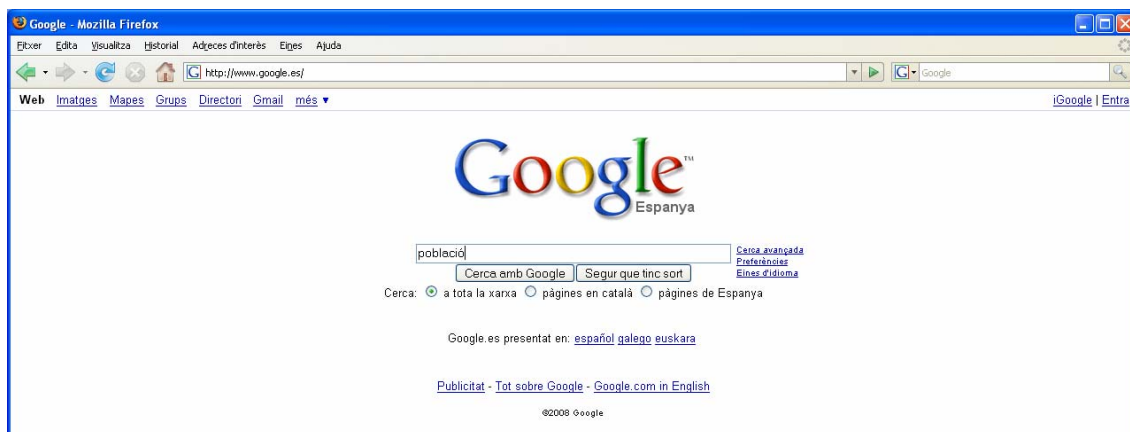 Google - Mozilla Firefox
Fitxer Edita Visualitza Historial Adreces d'interès Eines Ajuda
http://www.google.es/ Google
Web Imatges Mapes Grups Directori Gmail més ▼ iGoogle | Entra
Google™
Espanya
població Cerca avançada
Preferències
Cerca amb Google Segur que tinc sort Eines d'idioma
Cerca: a tota la xarxa pàgines en català pàgines de Espanya
Google.es presentat en: español galego euskara
Publicitat - Tot sobre Google - Google.com in English
©2008 Google